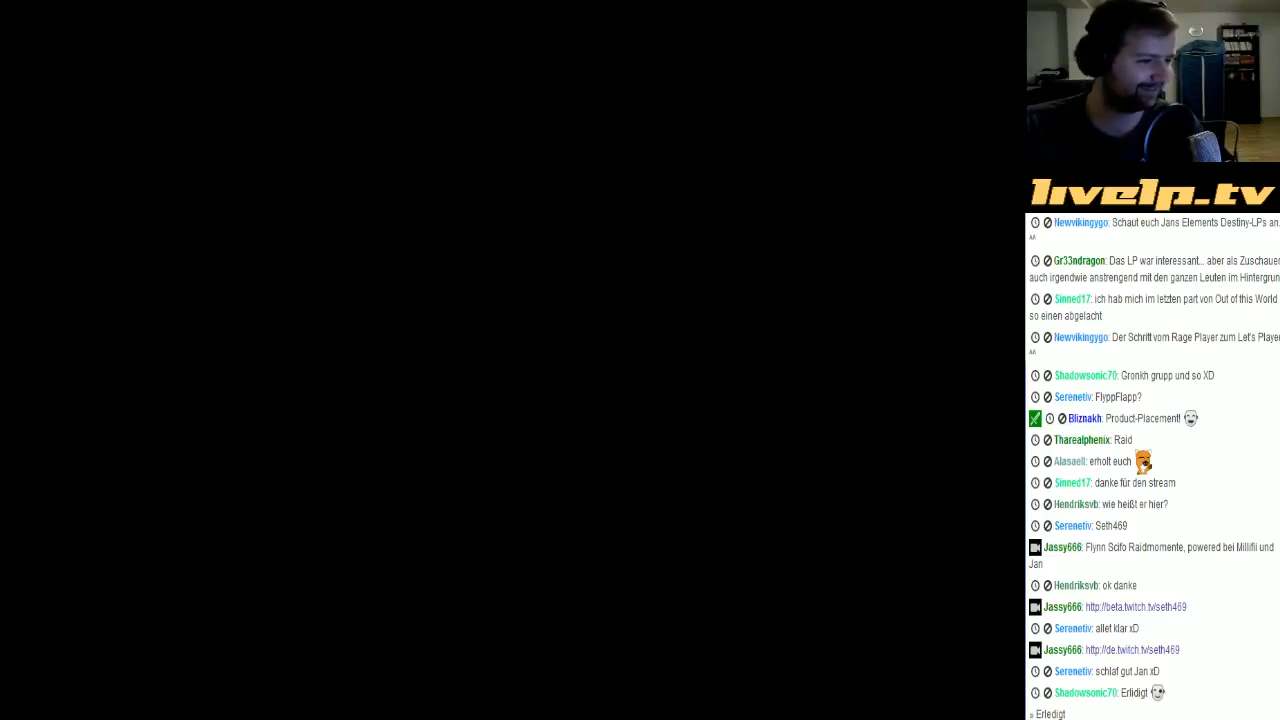 livelp.tv
Newvikingygo: Schaut euch Jans Elements Destiny-LPs an.
^^
Gr33ndragon: Das LP war interessant... aber als Zuschauer
auch irgendwie anstrengend mit den ganzen Leuten im Hintergrun
Sinned17: ich hab mich im letzten part von Out of this World
so einen abgelacht
Newvikingygo: Der Schritt vom Rage Player zum Let's Player
^^
Shadowsonic70: Gronkh grupp und so XD
Serenetiv: FlyppFlapp?
Bliznakh: Product-Placement!
Tharealphenix: Raid
Alasaell: erholt euch
Sinned17: danke für den stream
Hendriksvb: wie heißt er hier?
Serenetiv: Seth469
Jassy666: Flynn Scifo Raidmomente, powered bei Millifii und
Jan
Hendriksvb: ok danke
Jassy666: http://beta.twitch.tv/seth469
Serenetiv: allet klar xD
Jassy666: http://de.twitch.tv/seth469
Serenetiv: schlaf gut Jan xD
Shadowsonic70: Erlidigt
» Erledigt